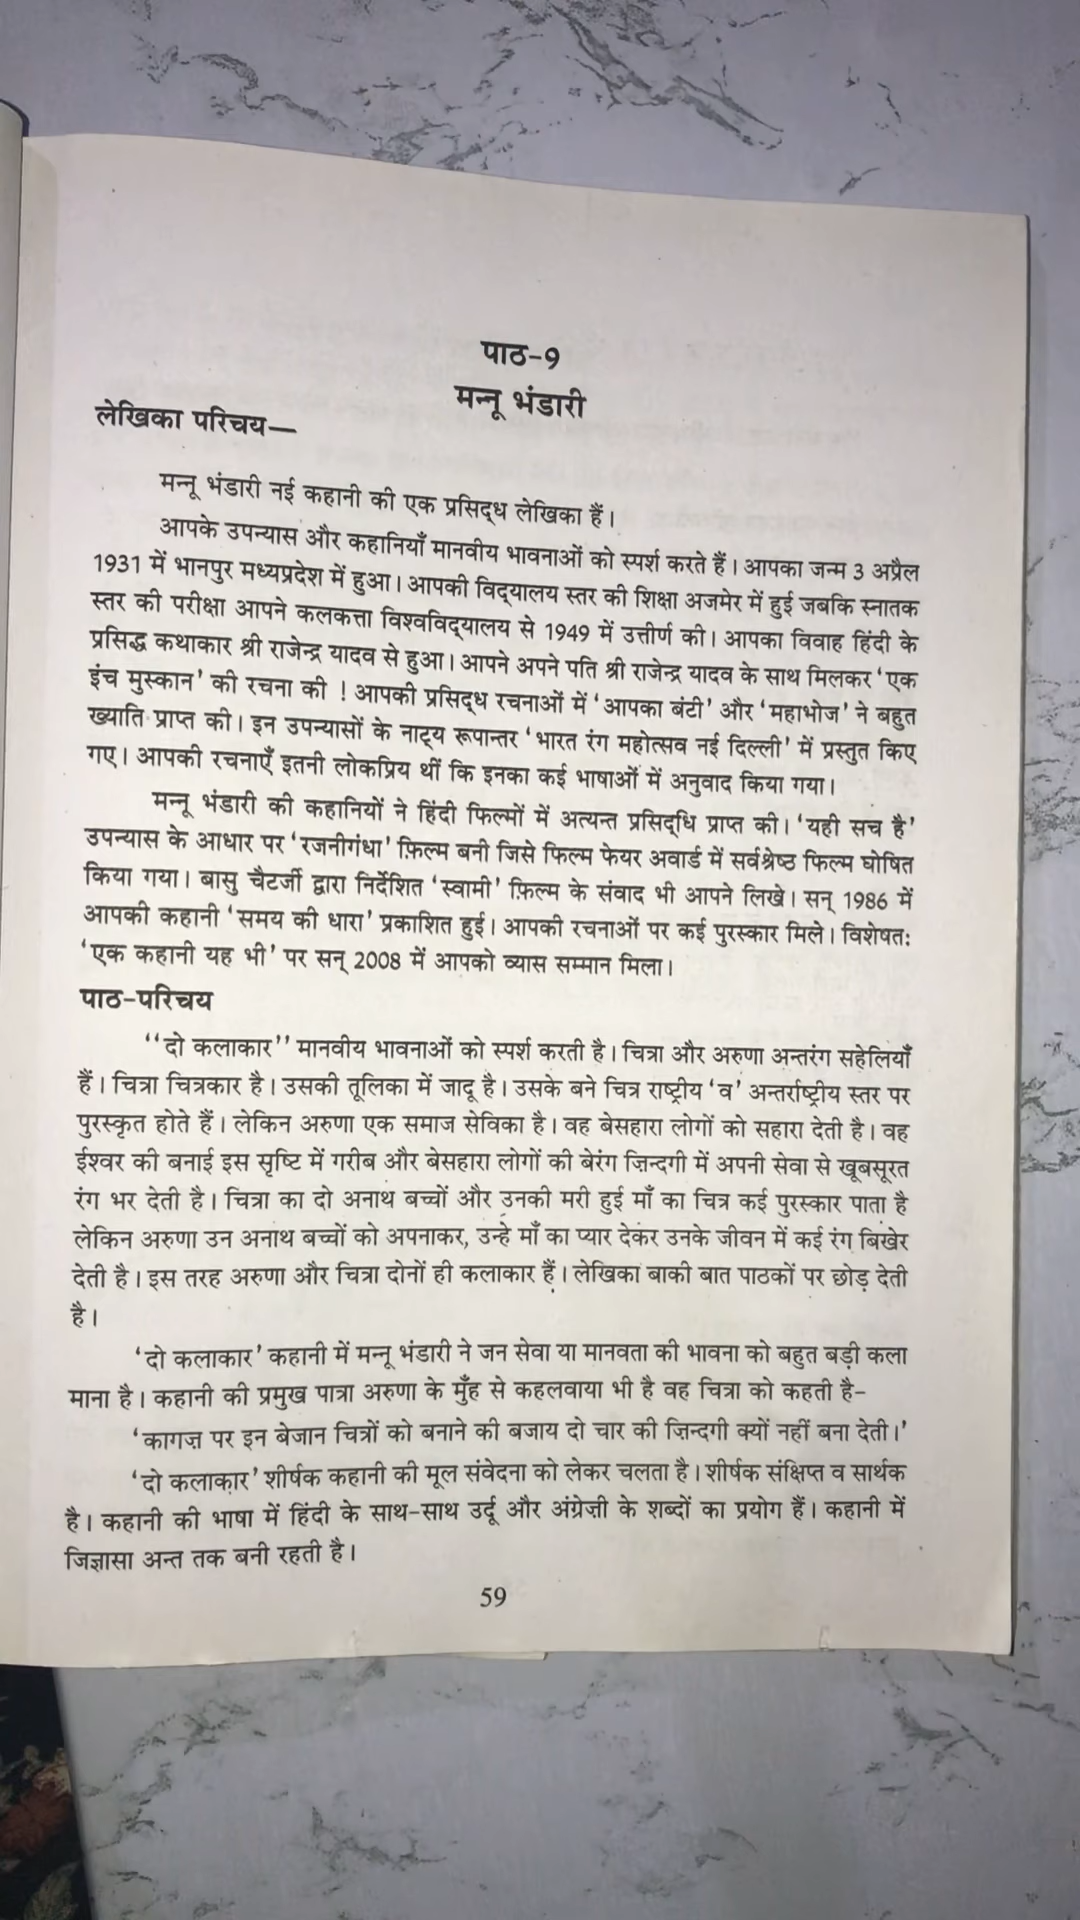 पाठ-9
मन्नू भंडारी
लेखिका परिचय—
मन्नू भंडारी नई कहानी की एक प्रसिद्ध लेखिका हैं।
आपके उपन्यास और कहानियाँ मानवीय भावनाओं को स्पर्श करते हैं। आपका जन्म 3 अप्रैल
1931 में भानपुर मध्यप्रदेश में हुआ। आपकी विद्यालय स्तर की शिक्षा अजमेर में हुई जबकि स्नातक
स्तर की परीक्षा आपने कलकत्ता विश्वविद्यालय से 1949 में उत्तीर्ण की। आपका विवाह हिंदी के
प्रसिद्ध कथाकार श्री राजेन्द्र यादव से हुआ। आपने अपने पति श्री राजेन्द्र यादव के साथ मिलकर ‘एक
इंच मुस्कान’ की रचना की ! आपकी प्रसिद्ध रचनाओं में ‘आपका बंटी’ और ‘महाभोज’ ने बहुत
ख्याति प्राप्त की। इन उपन्यासों के नाट्य रूपान्तर ‘भारत रंग महोत्सव नई दिल्ली’ में प्रस्तुत किए
गए। आपकी रचनाएँ इतनी लोकप्रिय थीं कि इनका कई भाषाओं में अनुवाद किया गया।
मन्नू भंडारी की कहानियों ने हिंदी फिल्मों में अत्यन्त प्रसिद्धि प्राप्त की। ‘यही सच है’
उपन्यास के आधार पर ‘रजनीगंधा’ फ़िल्म बनी जिसे फिल्म फेयर अवार्ड में सर्वश्रेष्ठ फिल्म घोषित
किया गया। बासु चैटर्जी द्वारा निर्देशित ‘स्वामी’ फ़िल्म के संवाद भी आपने लिखे। सन् 1986 में
आपकी कहानी ‘समय की धारा’ प्रकाशित हुई। आपकी रचनाओं पर कई पुरस्कार मिले। विशेषतः
‘एक कहानी यह भी’ पर सन् 2008 में आपको व्यास सम्मान मिला।
पाठ-परिचय
‘‘दो कलाकार’’ मानवीय भावनाओं को स्पर्श करती है। चित्रा और अरुणा अन्तरंग सहेलियाँ
हैं। चित्रा चित्रकार है। उसकी तूलिका में जादू है। उसके बने चित्र राष्ट्रीय ‘व’ अन्तर्राष्ट्रीय स्तर पर
पुरस्कृत होते हैं। लेकिन अरुणा एक समाज सेविका है। वह बेसहारा लोगों को सहारा देती है। वह
ईश्वर की बनाई इस सृष्टि में गरीब और बेसहारा लोगों की बेरंग ज़िन्दगी में अपनी सेवा से खूबसूरत
रंग भर देती है। चित्रा का दो अनाथ बच्चों और उनकी मरी हुई माँ का चित्र कई पुरस्कार पाता है
लेकिन अरुणा उन अनाथ बच्चों को अपनाकर, उन्हे माँ का प्यार देकर उनके जीवन में कई रंग बिखेर
देती है। इस तरह अरुणा और चित्रा दोनों ही कलाकार हैं। लेखिका बाकी बात पाठकों पर छोड़ देती
है।
‘दो कलाकार’ कहानी में मन्नू भंडारी ने जन सेवा या मानवता की भावना को बहुत बड़ी कला
माना है। कहानी की प्रमुख पात्रा अरुणा के मुँह से कहलवाया भी है वह चित्रा को कहती है-
‘कागज़ पर इन बेजान चित्रों को बनाने की बजाय दो चार की ज़िन्दगी क्यों नहीं बना देती।’
‘दो कलाकार’ शीर्षक कहानी की मूल संवेदना को लेकर चलता है। शीर्षक संक्षिप्त व सार्थक
है। कहानी की भाषा में हिंदी के साथ-साथ उर्दू और अंग्रेज़ी के शब्दों का प्रयोग हैं। कहानी में
जिज्ञासा अन्त तक बनी रहती है।
59